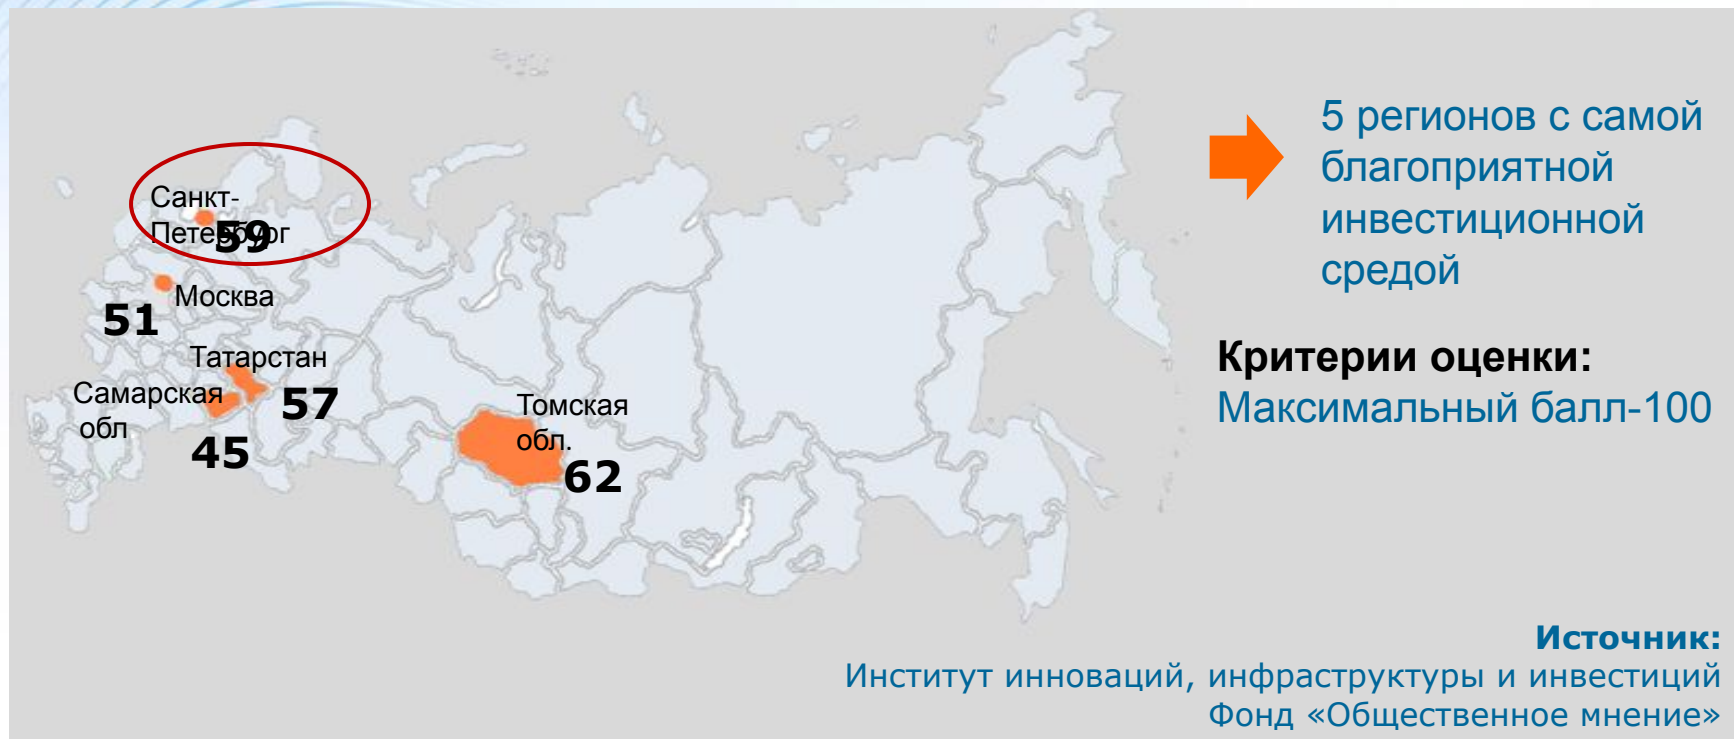 Санкт-
Петербург
59
Москва
51
Татарстан
57
Самарская
обл
45
Томская
обл.
62
5 регионов с самой
благоприятной
инвестиционной
средой
Критерии оценки:
Максимальный балл-100
Источник:
Институт инноваций, инфраструктуры и инвестиций
Фонд «Общественное мнение»